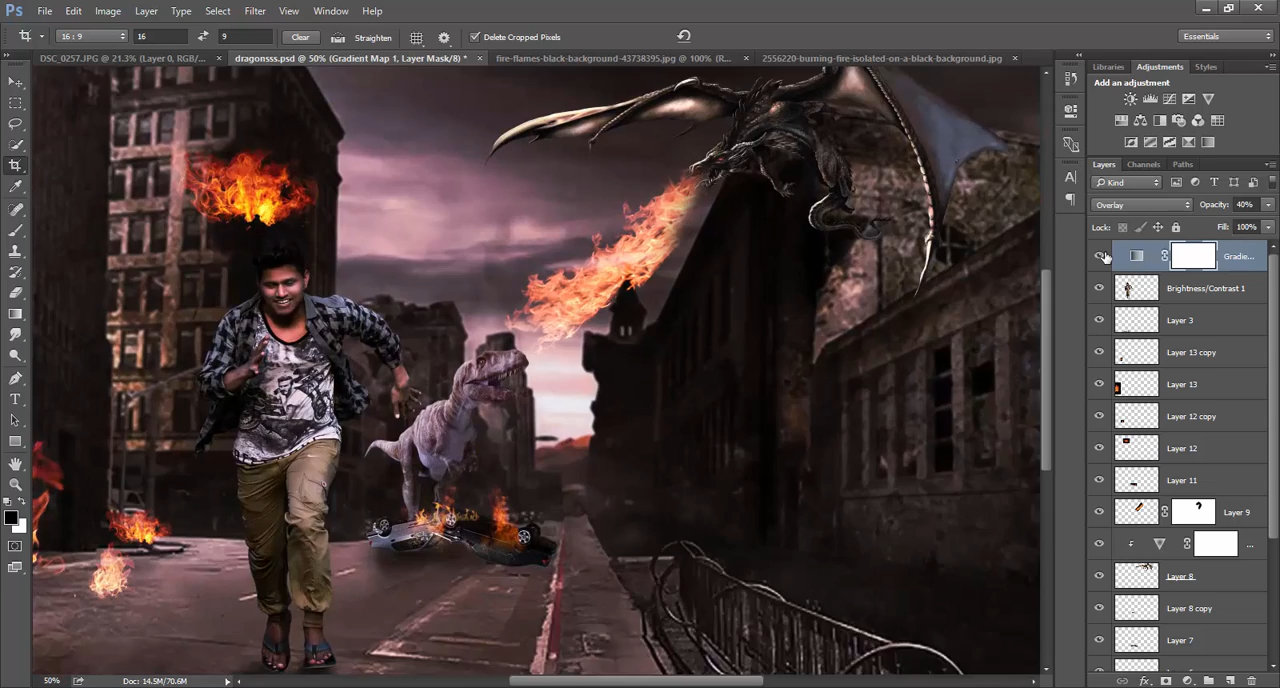 Ps File Edit Image Layer Type Select Filter View Window Help
16 : 9 16 9 Clear Straighten Delete Cropped Pixels Essentials
DSC_0257.JPG @ 21.3% (Layer 0, RGB/... × dragonsss.psd @ 50% (Gradient Map 1, Layer Mask/8) * × fire-flames-black-background-43738395.jpg @ 100% (R... × 2556220-burning-fire-isolated-on-a-black-background.jpg ×
Libraries Adjustments Styles
Add an adjustment
Layers Channels Paths
Kind
Overlay Opacity: 40%
Lock: Fill: 100%
Gradie...
Brightness/Contrast 1
Layer 3
Layer 13 copy
Layer 13
Layer 12 copy
Layer 12
Layer 11
Layer 9
...
Layer 8
Layer 8 copy
Layer 7
50% Doc: 14.5M/70.6M